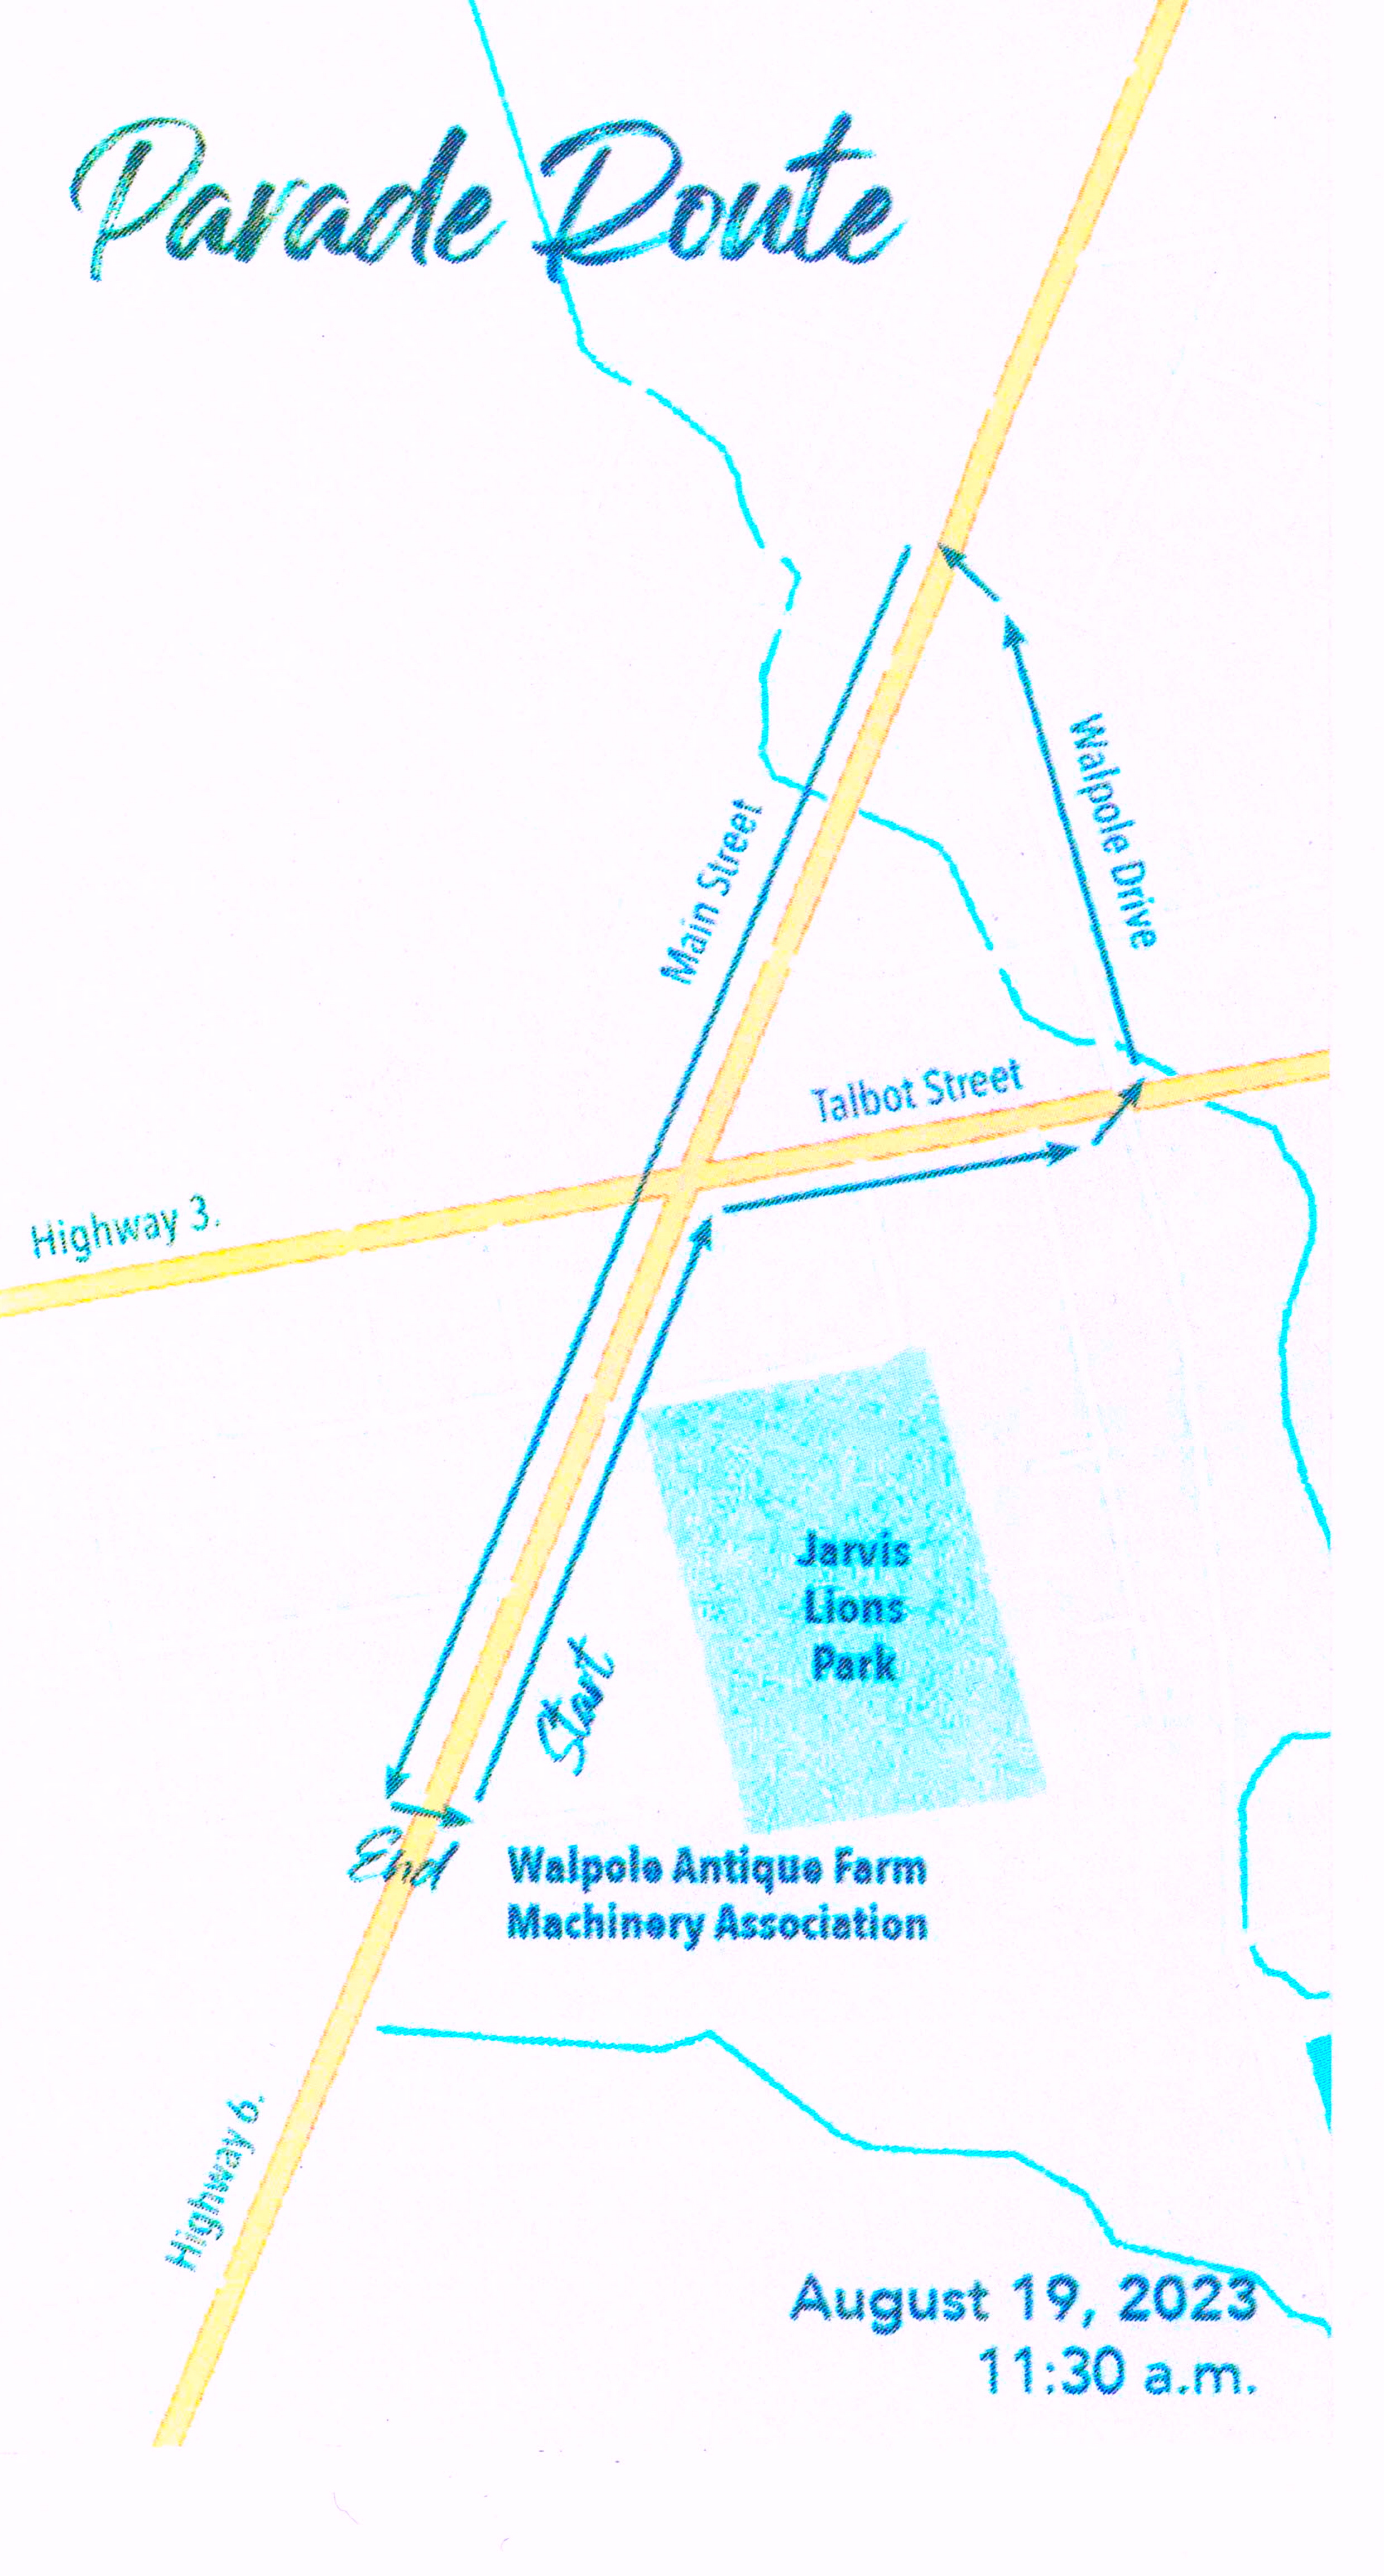 Parade Route
Main Street
Walpole Drive
Talbot Street
Highway 3.
Jarvis
Lions
Park
Start
End
Walpole Antique Farm
Machinery Association
Highway 6.
August 19, 2023
11:30 a.m.